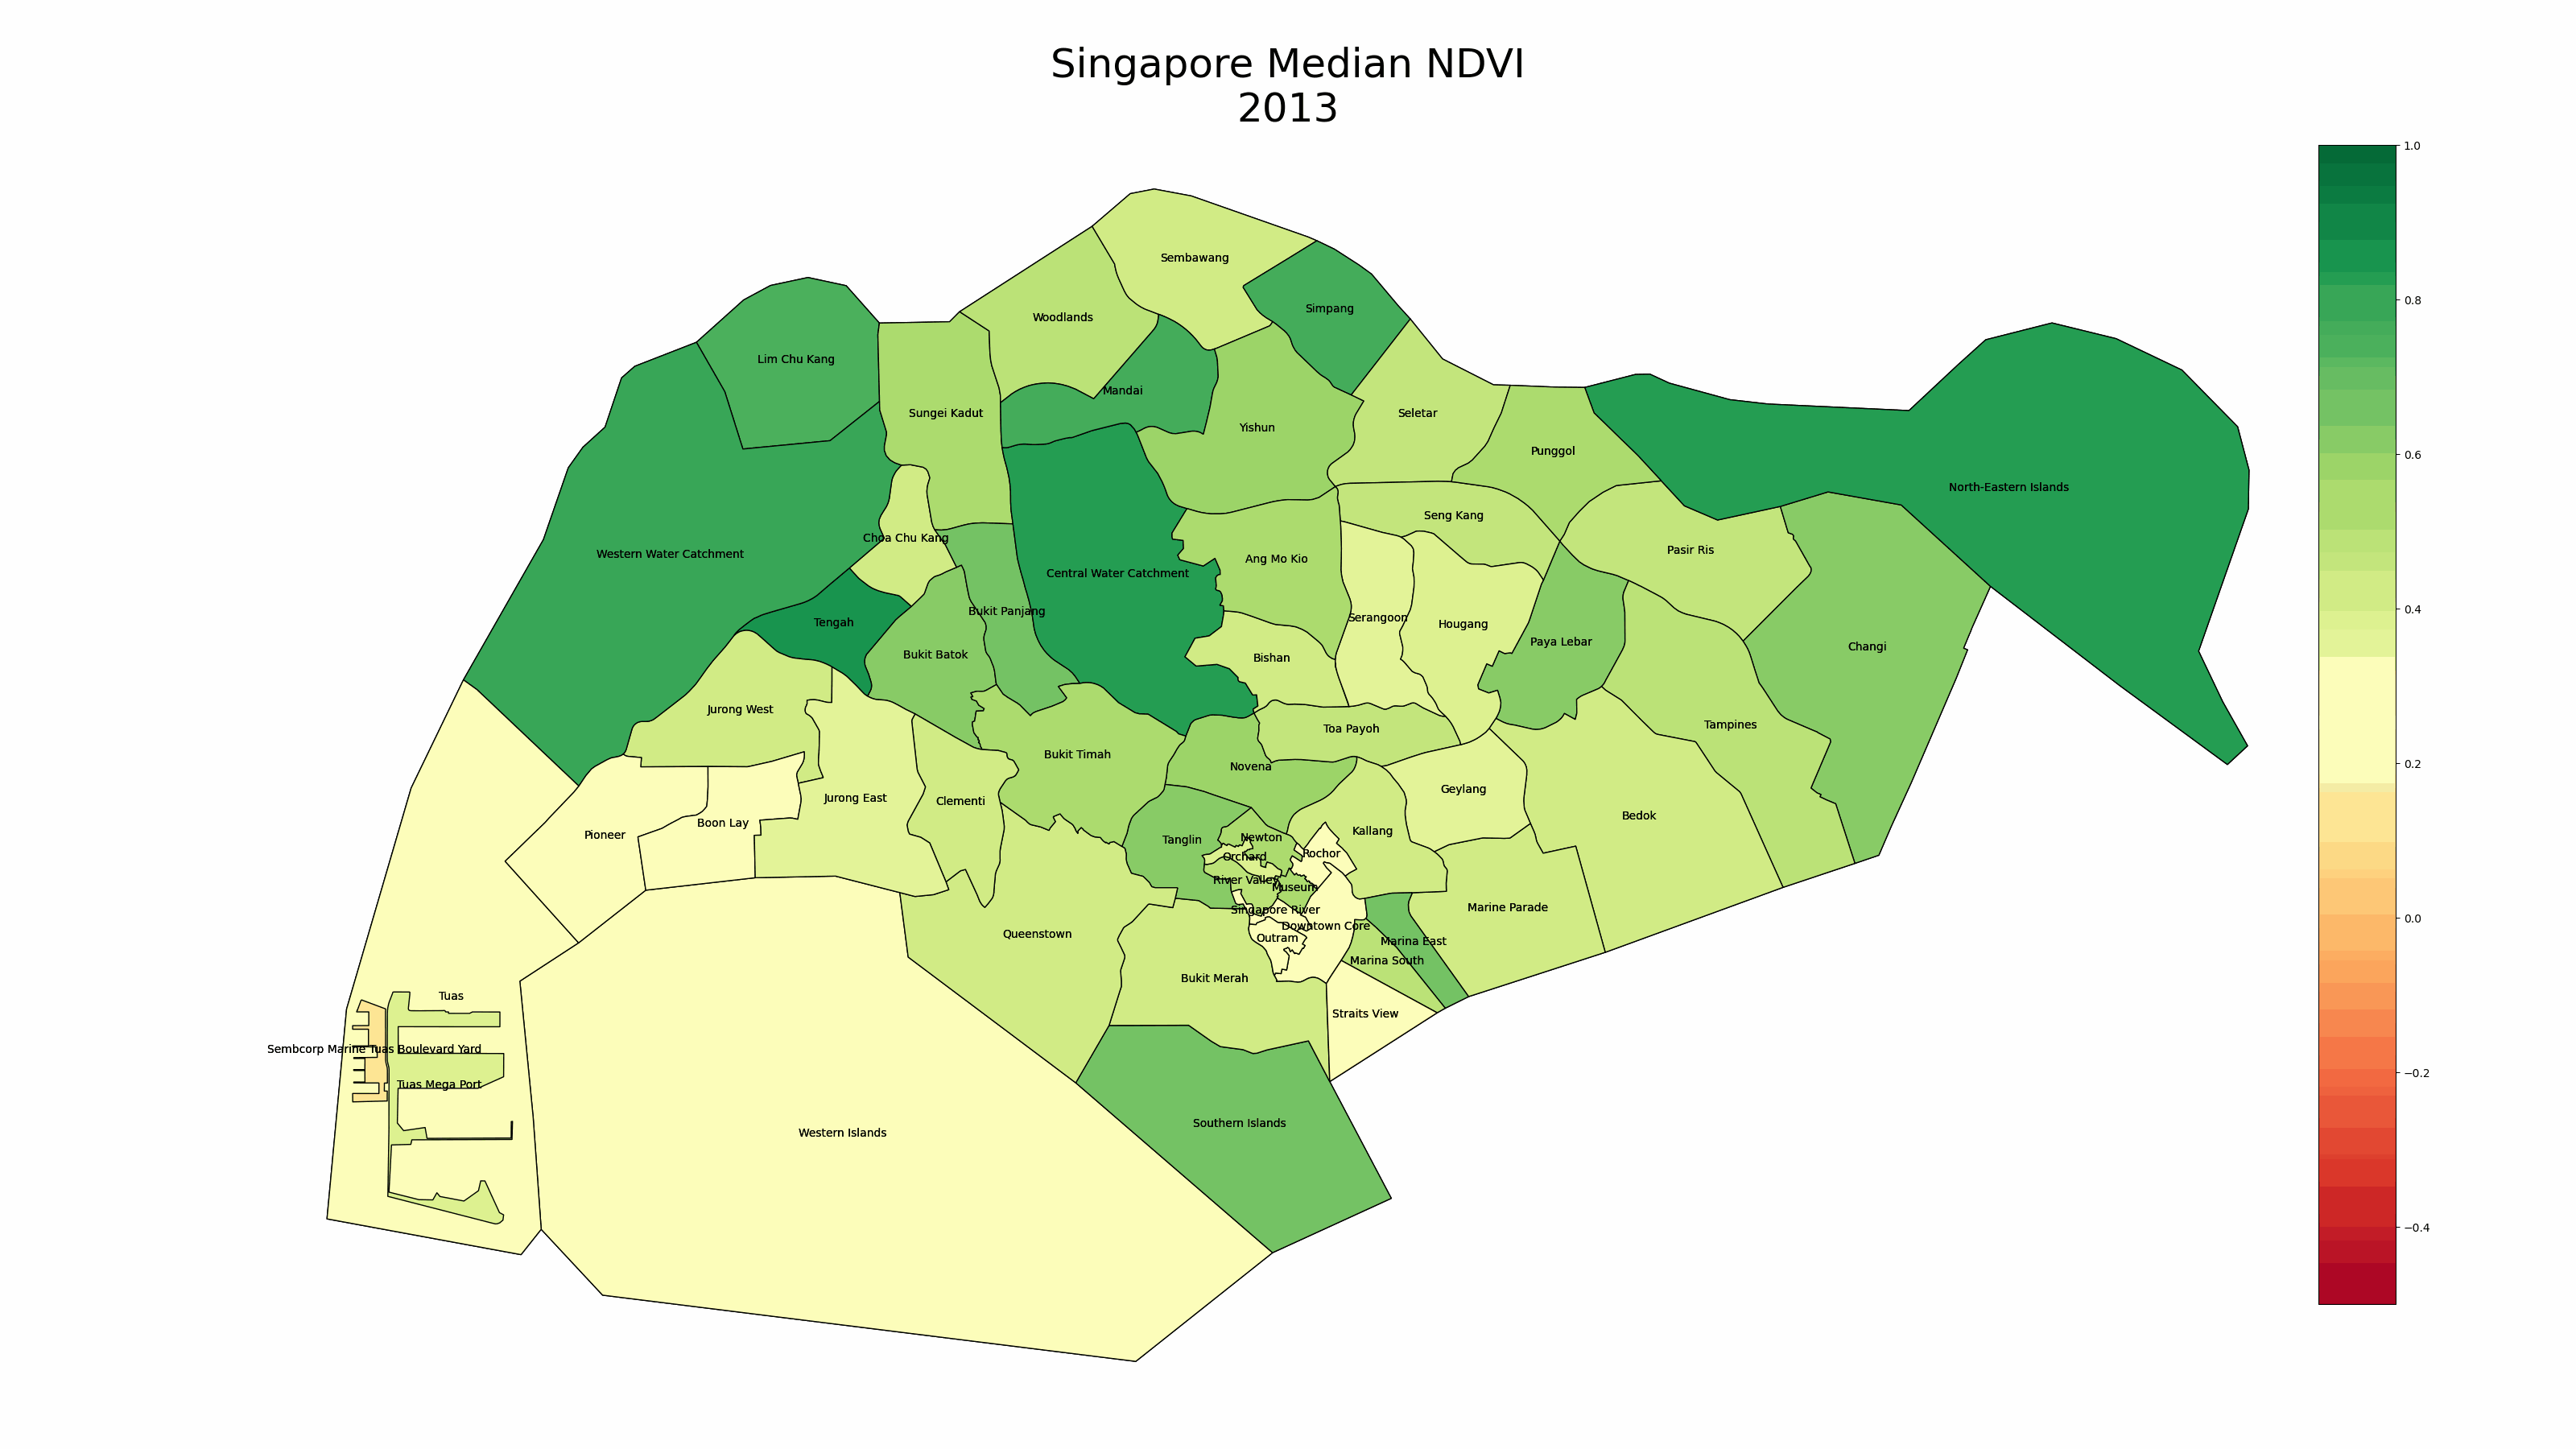 Singapore Median NDVI
2013
1.0
0.8
0.6
0.4
0.2
0.0
−0.2
−0.4
Sembawang
Simpang
Woodlands
Lim Chu Kang
Mandai
Sungei Kadut
Seletar
Yishun
Punggol
North-Eastern Islands
Seng Kang
Choa Chu Kang
Pasir Ris
Western Water Catchment
Ang Mo Kio
Central Water Catchment
Bukit Panjang
Serangoon
Tengah
Hougang
Paya Lebar
Changi
Bukit Batok
Bishan
Jurong West
Tampines
Toa Payoh
Bukit Timah
Novena
Geylang
Jurong East
Clementi
Bedok
Boon Lay
Kallang
Pioneer
Newton
Tanglin
Rochor
Orchard
River Valley
Museum
Marine Parade
Singapore River
Downtown Core
Queenstown
Outram
Marina East
Marina South
Bukit Merah
Tuas
Straits View
Sembcorp Marine Tuas Boulevard Yard
Tuas Mega Port
Southern Islands
Western Islands